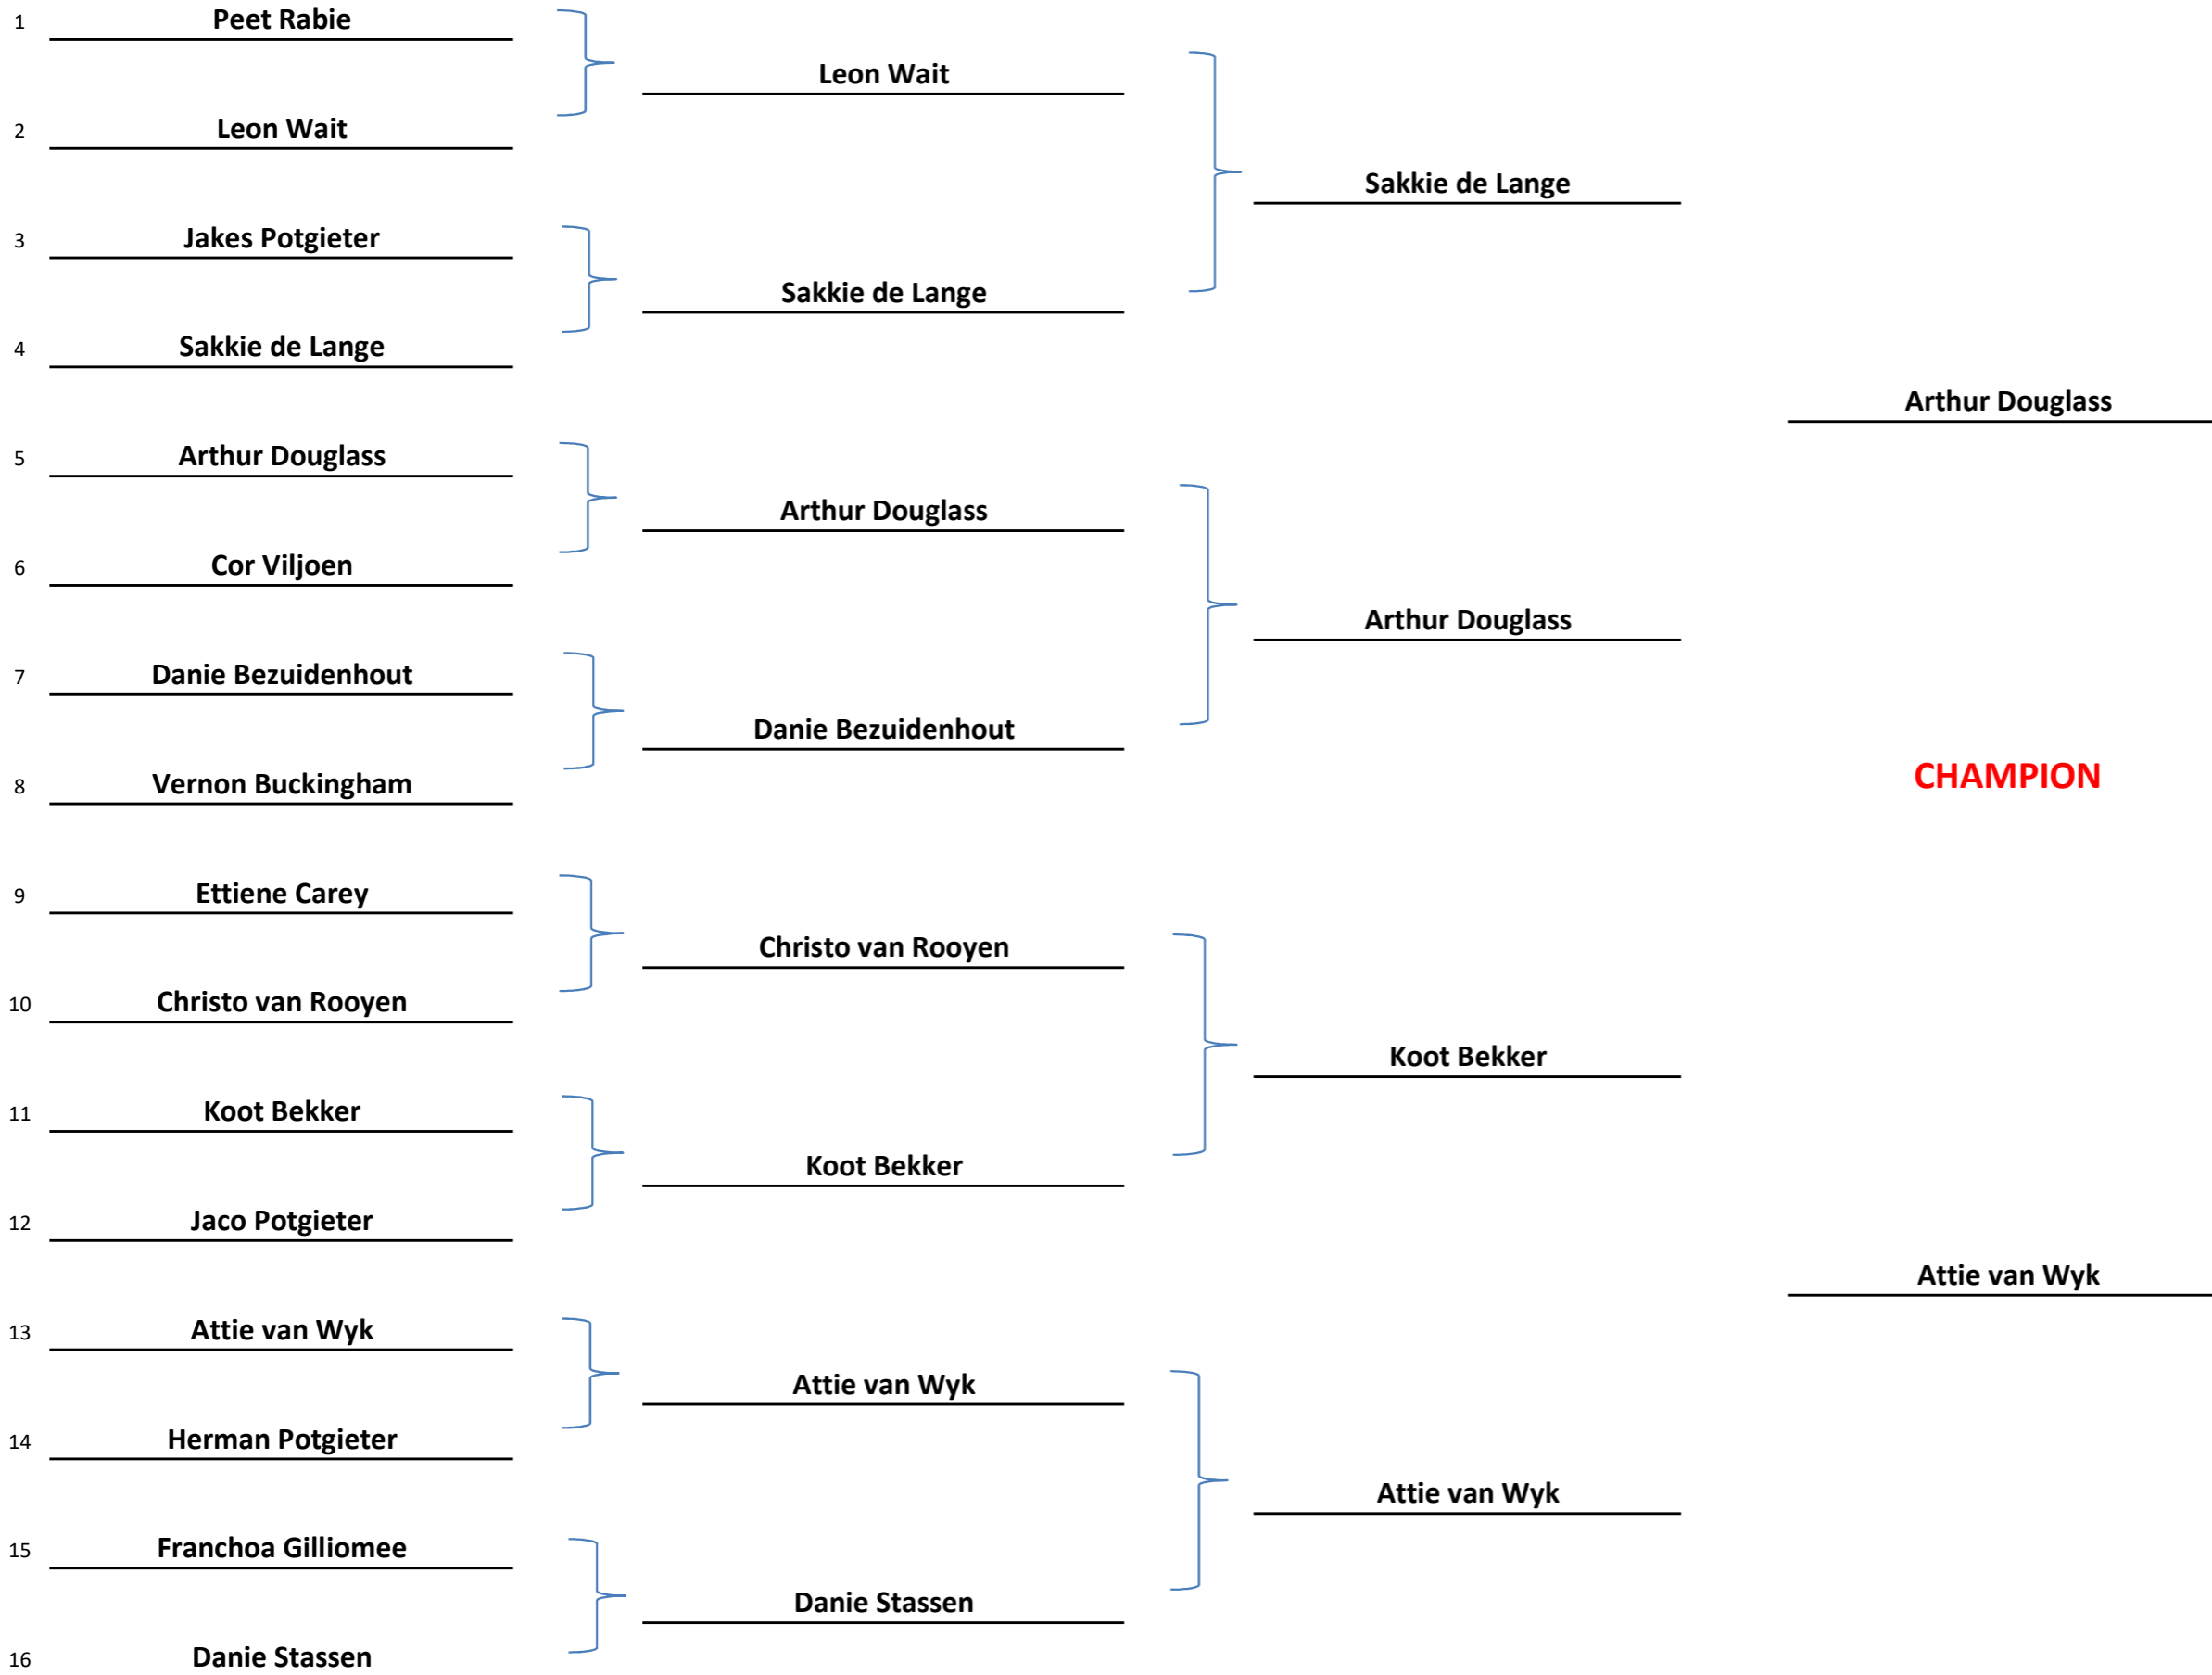 1 Peet Rabie
Leon Wait
2 Leon Wait
Sakkie de Lange
3 Jakes Potgieter
Sakkie de Lange
4 Sakkie de Lange
Arthur Douglass
5 Arthur Douglass
Arthur Douglass
6 Cor Viljoen
Arthur Douglass
7 Danie Bezuidenhout
Danie Bezuidenhout
8 Vernon Buckingham
CHAMPION
9 Ettiene Carey
Christo van Rooyen
10 Christo van Rooyen
Koot Bekker
11 Koot Bekker
Koot Bekker
12 Jaco Potgieter
Attie van Wyk
13 Attie van Wyk
Attie van Wyk
14 Herman Potgieter
Attie van Wyk
15 Franchoa Gilliomee
Danie Stassen
16 Danie Stassen